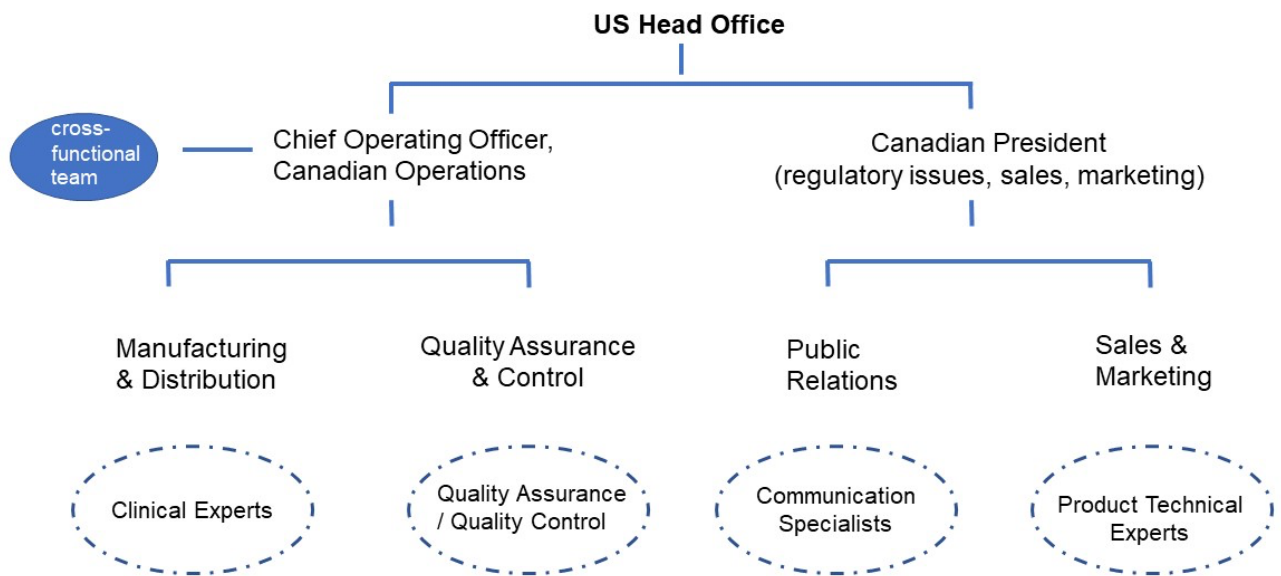 US Head Office
cross-
functional
team
Chief Operating Officer,
Canadian Operations
Canadian President
(regulatory issues, sales, marketing)
Manufacturing
& Distribution
Quality Assurance
& Control
Public
Relations
Sales &
Marketing
Clinical Experts
Quality Assurance
/ Quality Control
Communication
Specialists
Product Technical
Experts